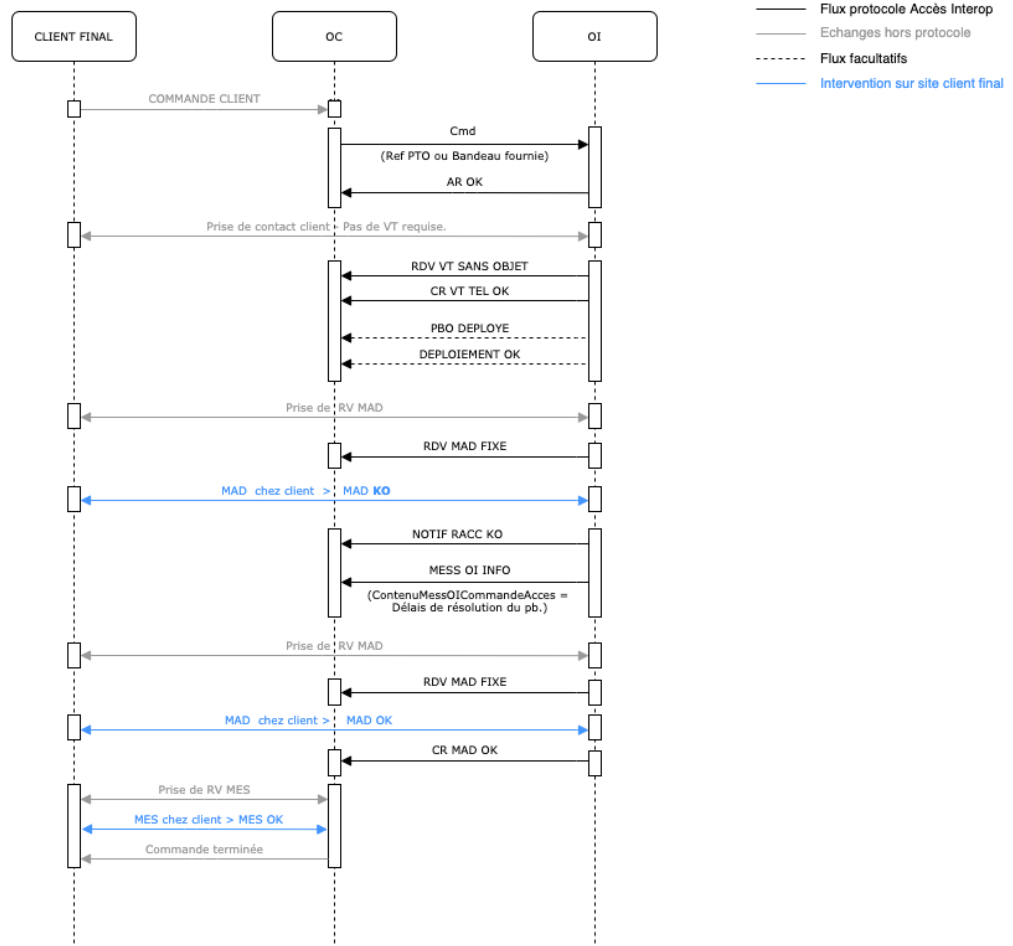 CLIENT FINAL
OC
OI
Flux protocole Accès Interop
Echanges hors protocole
Flux facultatifs
Intervention sur site client final
COMMANDE CLIENT
Cmd
(Ref PTO ou Bandeau fournie)
AR OK
Prise de contact client - Pas de VT requise.
RDV VT SANS OBJET
CR VT TEL OK
PBO DEPLOYE
DEPLOIEMENT OK
Prise de RV MAD
RDV MAD FIXE
MAD chez client > MAD KO
NOTIF RACC KO
MESS OI INFO
(ContenuMessOICommandeAcces =
Délais de résolution du pb.)
Prise de RV MAD
RDV MAD FIXE
MAD chez client > MAD OK
CR MAD OK
Prise de RV MES
MES chez client > MES OK
Commande terminée